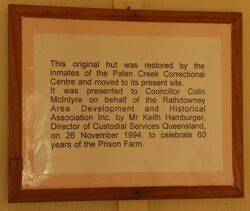 This original hut was restored by the
inmates of the Palen Creek Correctional
Centre and moved to its present site.
It was presented to Councillor Colin
McIntyre on behalf of the Rathdowney
Area Development and Historical
Association Inc. by Mr Keith Hamburger,
Director of Custodial Services Queensland,
on 26 November 1994, to celebrate 60
years of the Prison Farm.